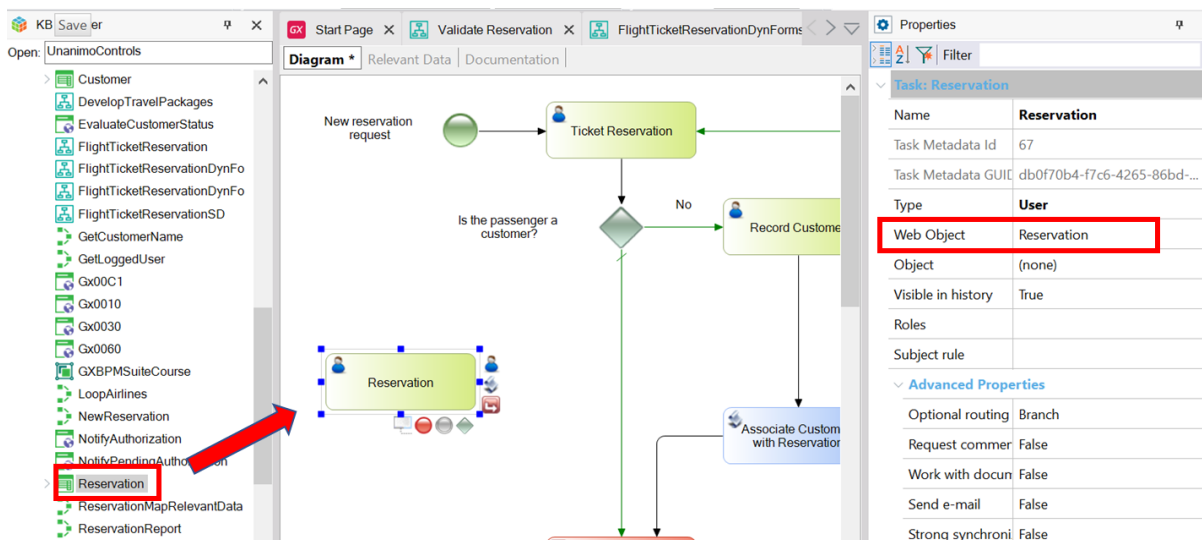 KB
Save
er
Open:
UnanimoControls
Customer
DevelopTravelPackages
EvaluateCustomerStatus
FlightTicketReservation
FlightTicketReservationDynFo
FlightTicketReservationDynFo
FlightTicketReservationSD
GetCustomerName
GetLoggedUser
Gx00C1
Gx0010
Gx0030
Gx0060
GXBPMSuiteCourse
LoopAirlines
NewReservation
NotifyAuthorization
Reservation
ReservationMapRelevantData
ReservationReport
GX
Start Page
Validate Reservation
FlightTicketReservationDynForms
Diagram *
Relevant Data
Documentation
New reservation
request
Ticket Reservation
Is the passenger a
customer?
No
Record Custome
Reservation
Associate Custom
with Reservation
Properties
A
Z
Filter
Task: Reservation
Name Reservation
Task Metadata Id 67
Task Metadata GUID db0f70b4-f7c6-4265-86bd-...
Type User
Web Object Reservation
Object (none)
Visible in history True
Roles
Subject rule
Advanced Properties
Optional routing Branch
Request commer False
Work with docum False
Send e-mail False
Strong synchroni. False